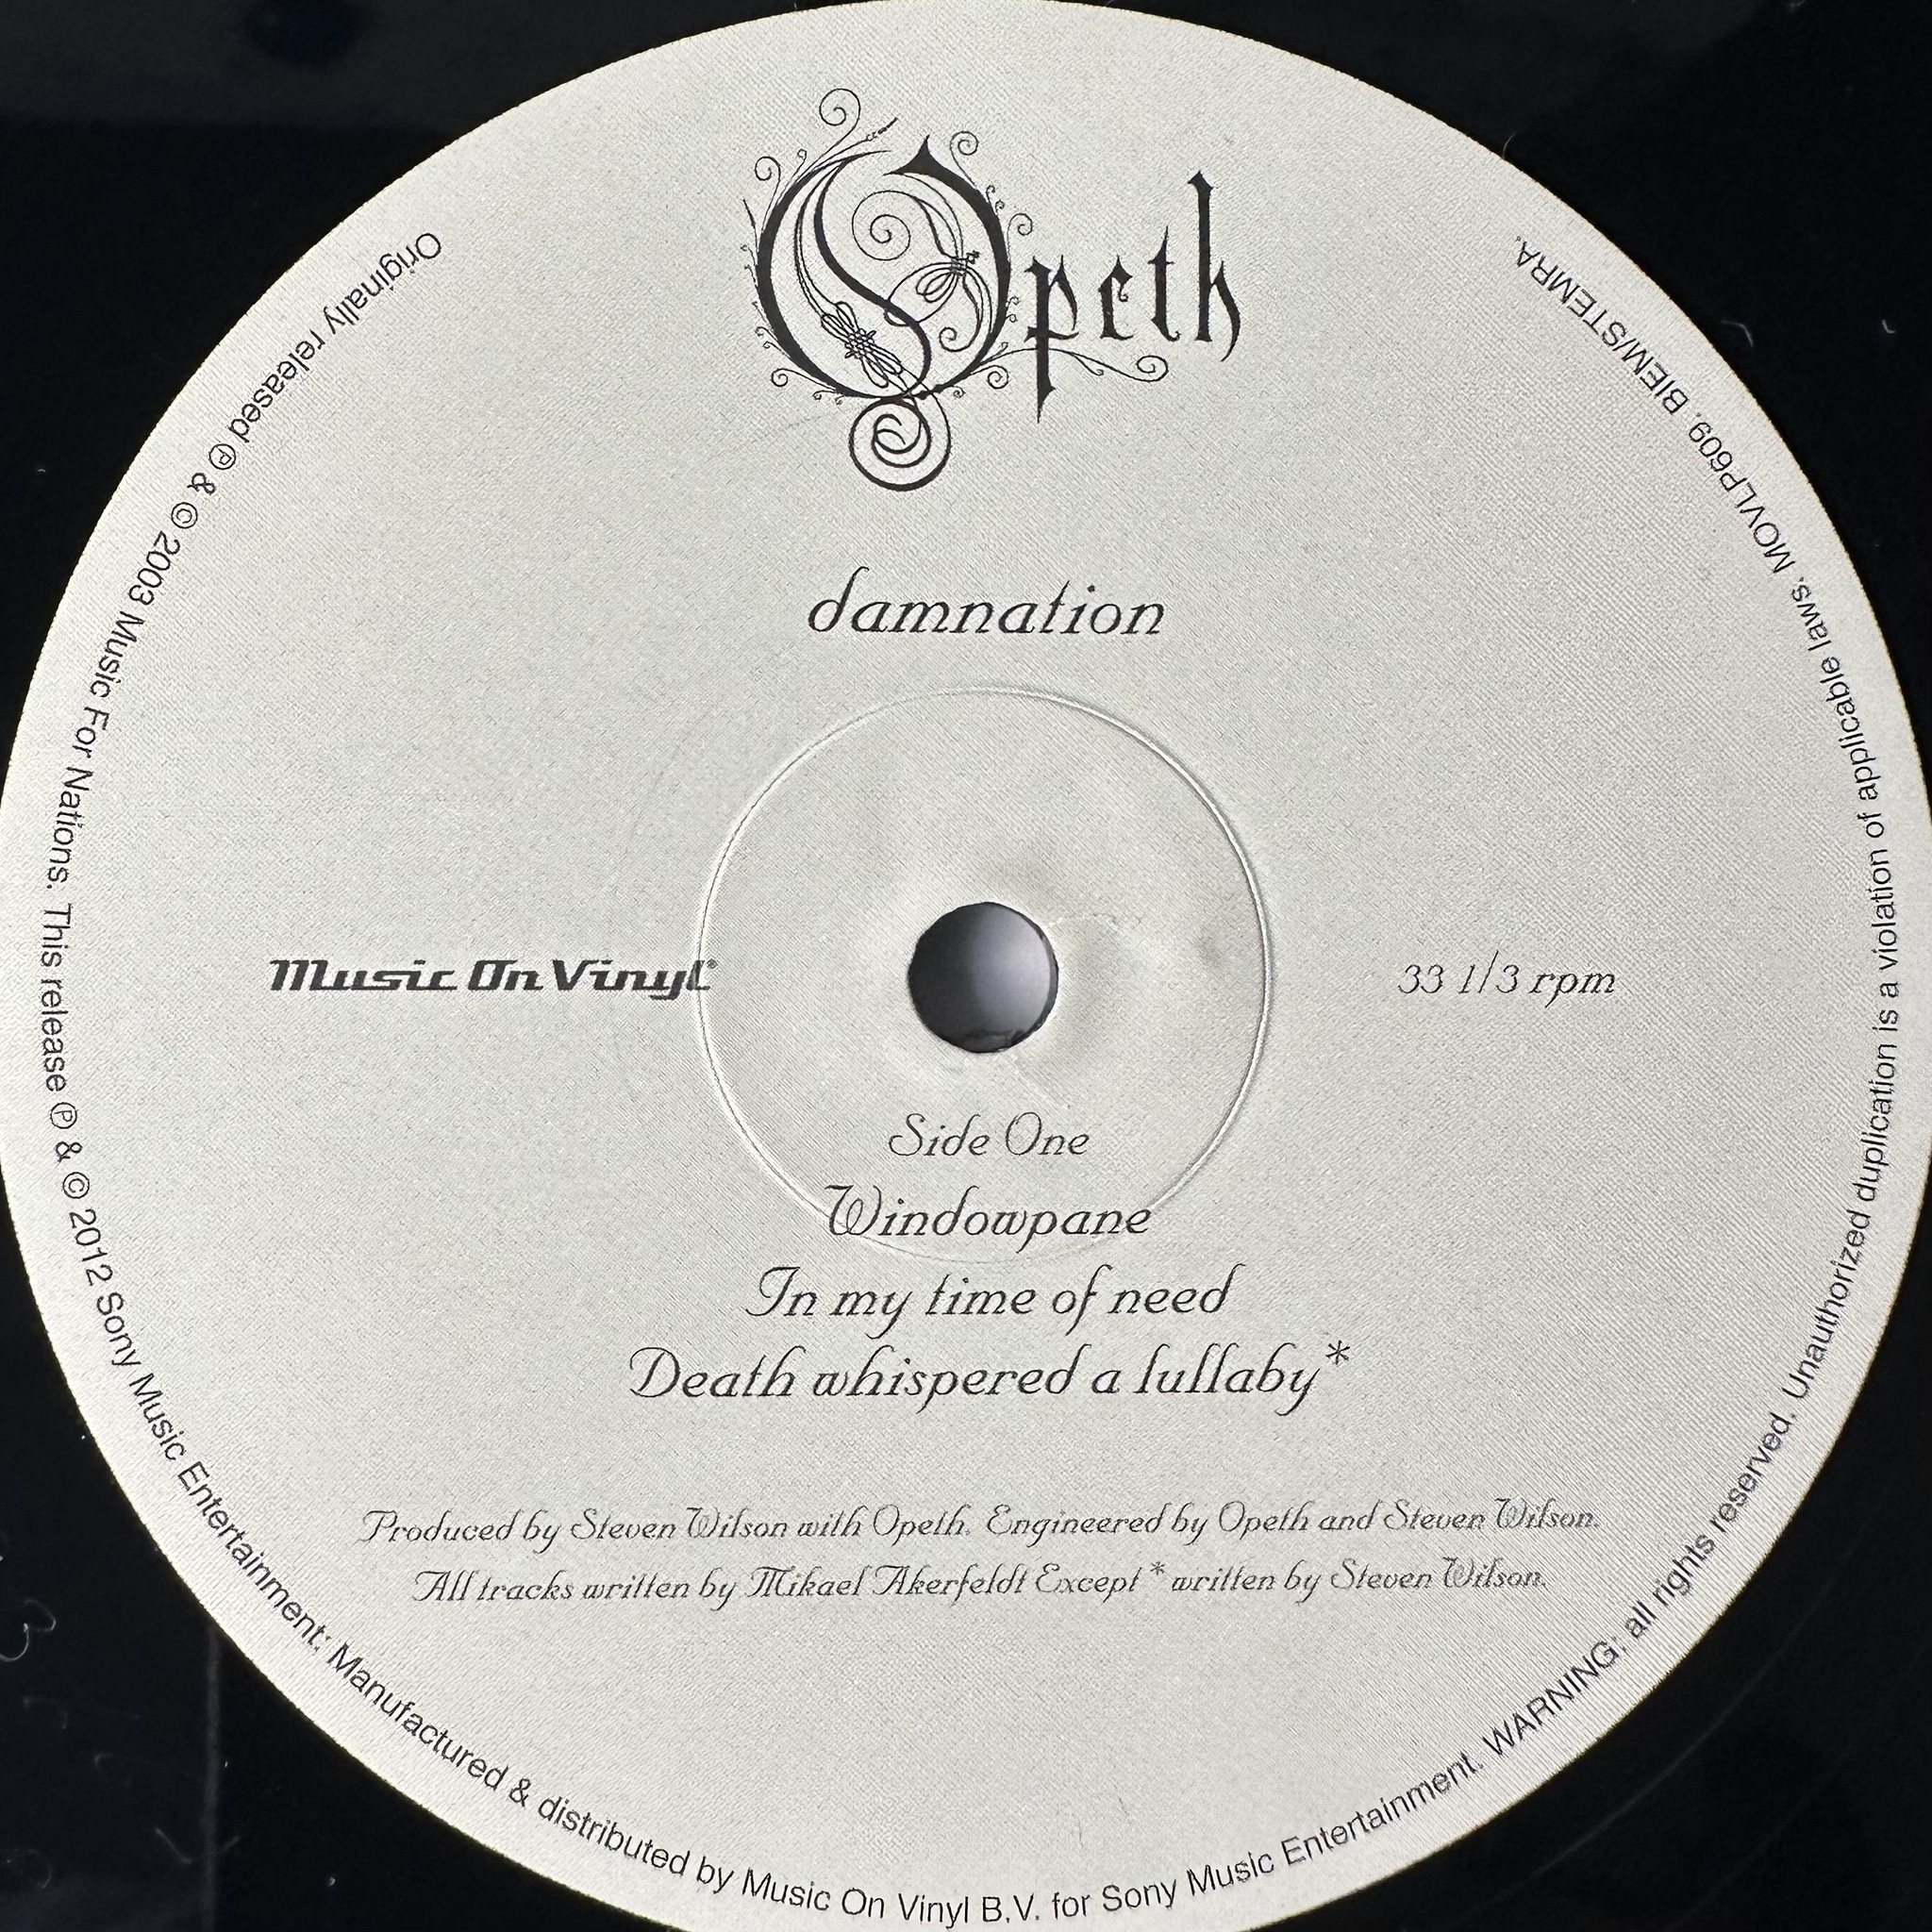 Opeth
damnation
Music On Vinyl®
33 1/3 rpm
Side One
Windowpane
In my time of need
Death whispered a lullaby*
Produced by Steven Wilson with Opeth. Engineered by Opeth and Steven Wilson.
All tracks written by Mikael Akerfeldt Except * written by Steven Wilson.
Originally released ℗ & © 2003 Music For Nations. This release ℗ & © 2012 Sony Music Entertainment. Manufactured & distributed by Music On Vinyl B.V. for Sony Music Entertainment. WARNING: all rights reserved. Unauthorized duplication is a violation of applicable laws. MOVLP609. BIEM/STEMRA.